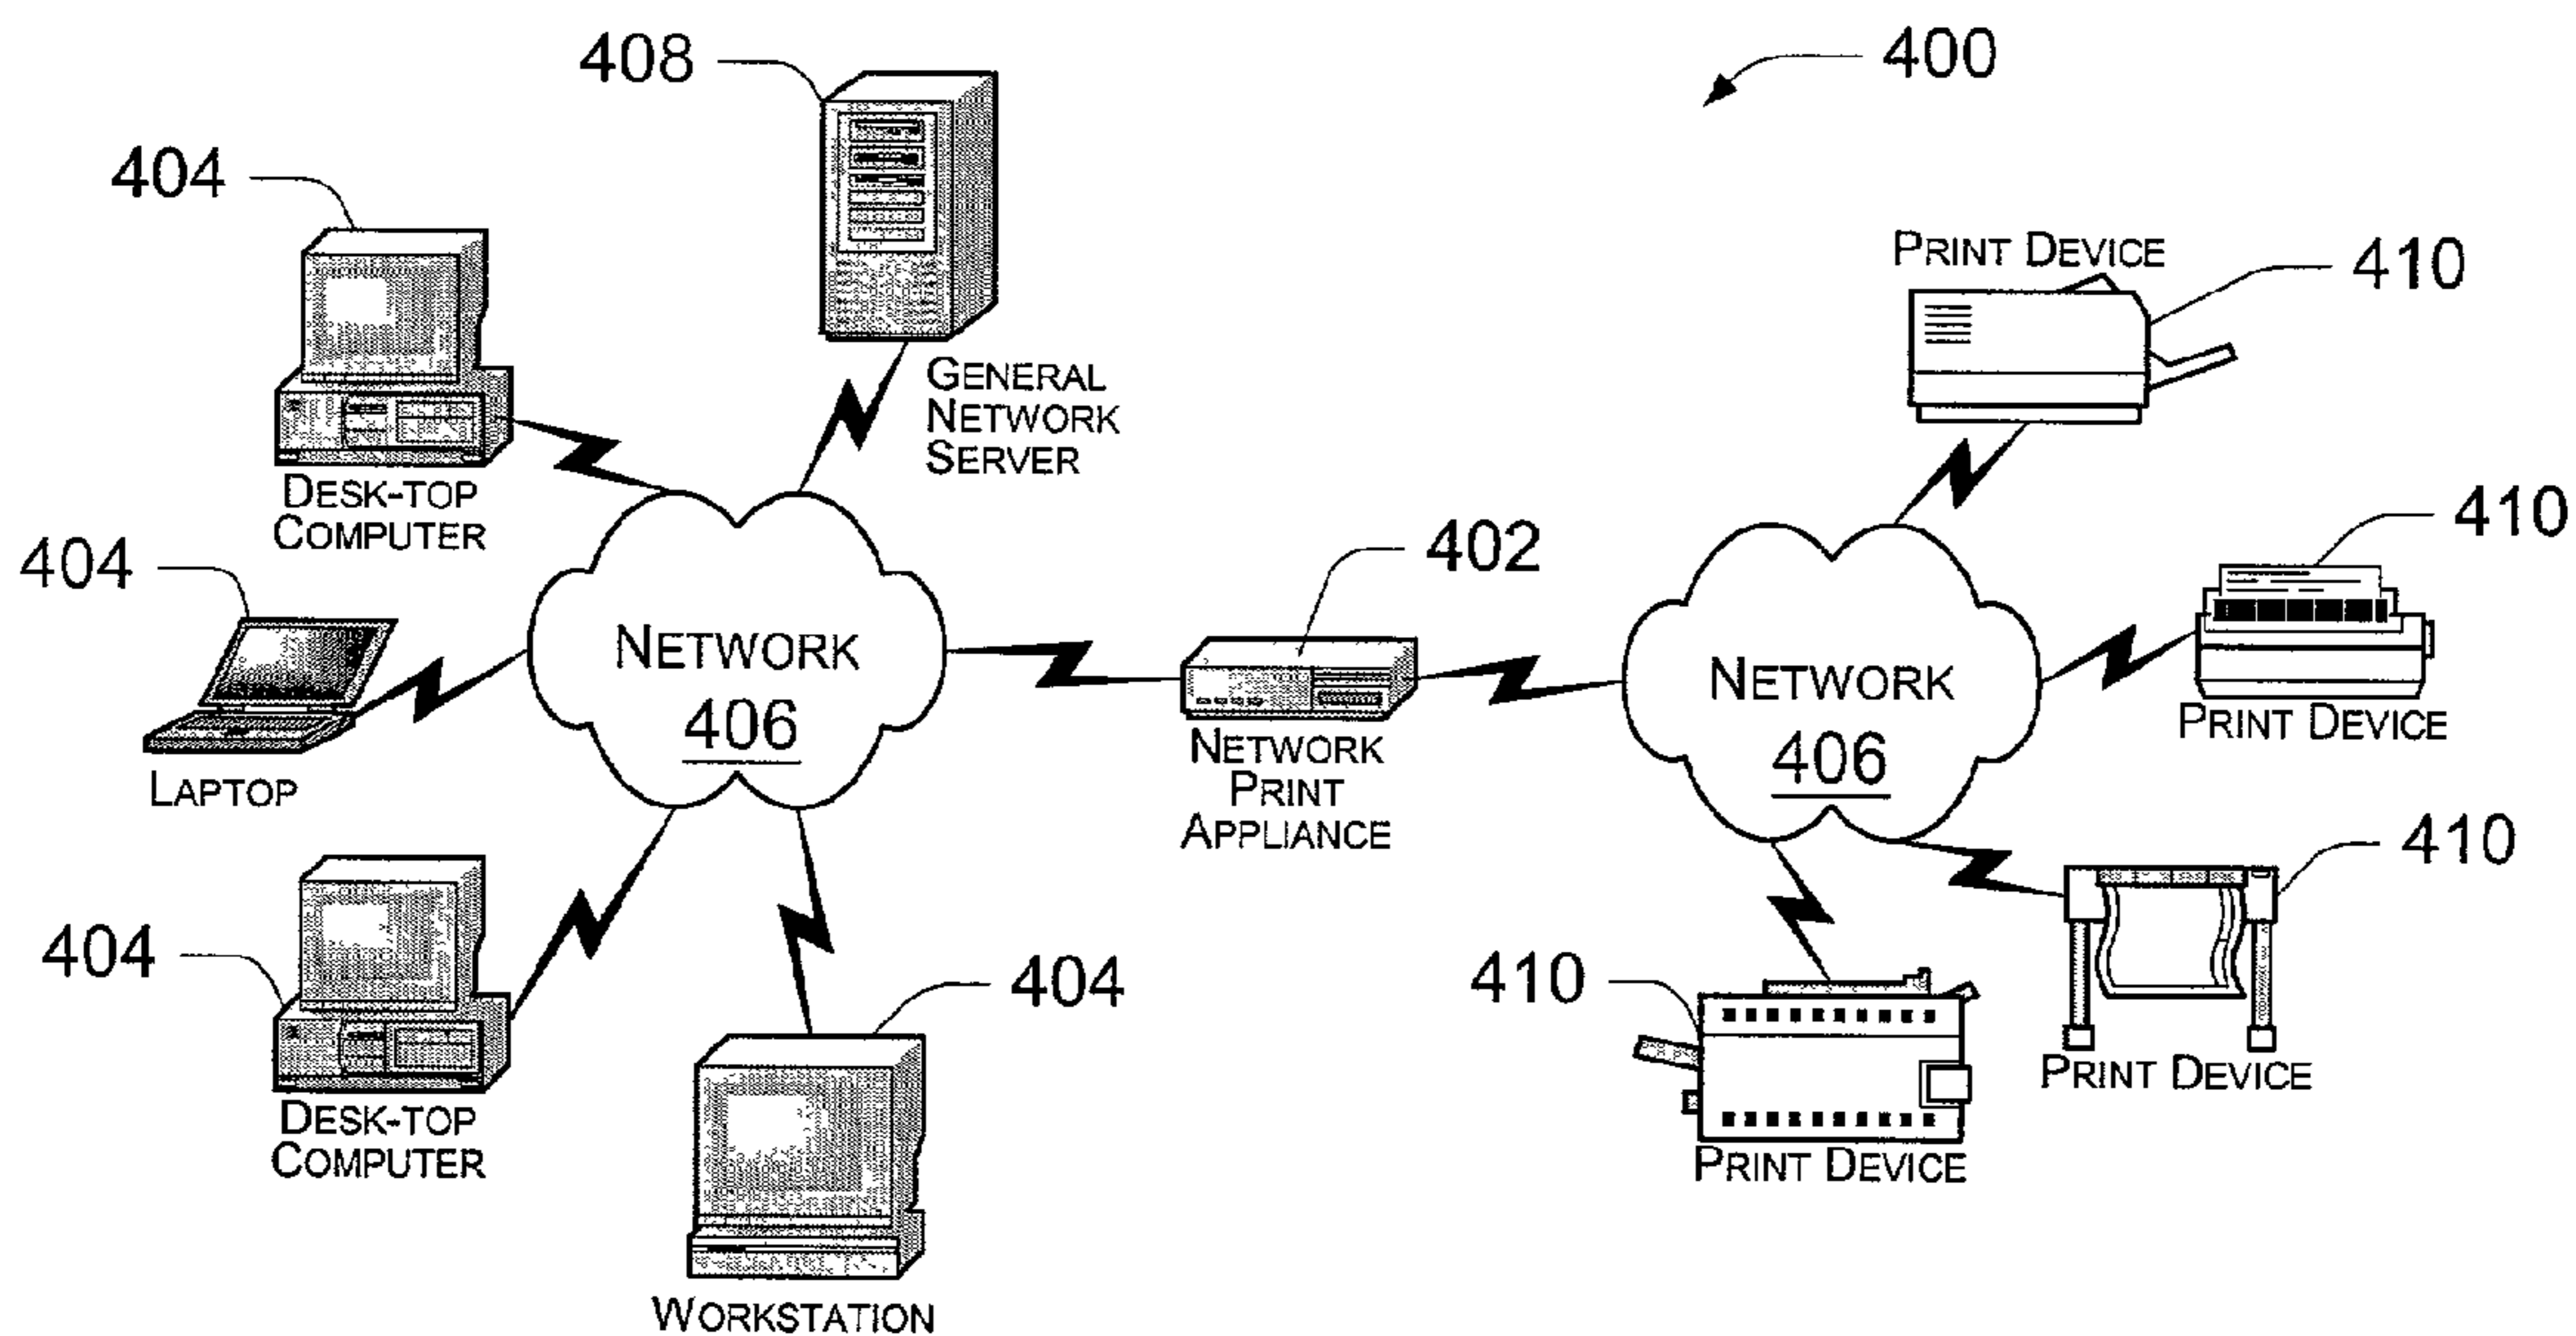 408
400
404
PRINT DEVICE
410
GENERAL
NETWORK
SERVER
DESK-TOP
COMPUTER
410
404
402
NETWORK
406
NETWORK
406
PRINT DEVICE
NETWORK
PRINT
APPLIANCE
LAPTOP
410
404
404
410
PRINT DEVICE
DESK-TOP
COMPUTER
PRINT DEVICE
WORKSTATION